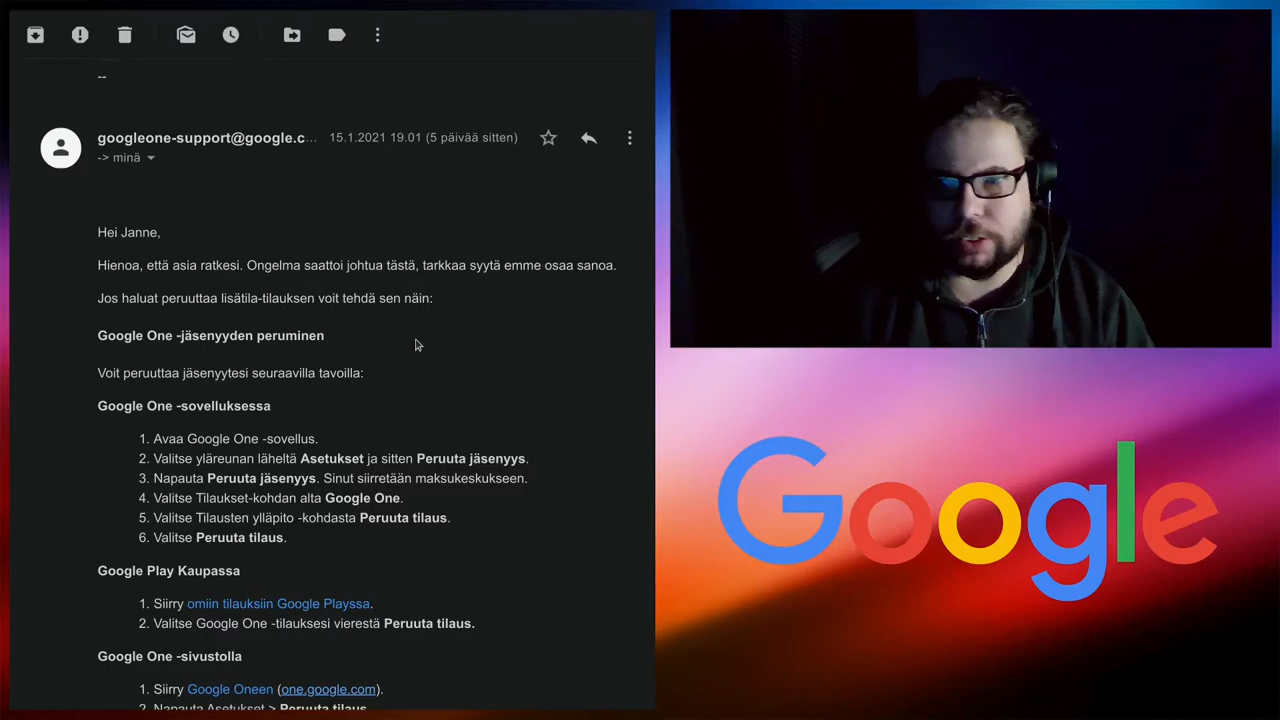 --
googleone-support@google.c... 15.1.2021 19.01 (5 päivää sitten)
-> minä
Hei Janne,
Hienoa, että asia ratkesi. Ongelma saattoi johtua tästä, tarkkaa syytä emme osaa sanoa.
Jos haluat peruuttaa lisätila-tilauksen voit tehdä sen näin:
Google One -jäsenyyden peruminen
Voit peruuttaa jäsenyytesi seuraavilla tavoilla:
Google One -sovelluksessa
1. Avaa Google One -sovellus.
2. Valitse yläreunan läheltä Asetukset ja sitten Peruuta jäsenyys.
3. Napauta Peruuta jäsenyys. Sinut siirretään maksukeskukseen.
4. Valitse Tilaukset-kohdan alta Google One.
5. Valitse Tilausten ylläpito -kohdasta Peruuta tilaus.
6. Valitse Peruuta tilaus.
Google Play Kaupassa
1. Siirry omiin tilauksiin Google Playssa.
2. Valitse Google One -tilauksesi vierestä Peruuta tilaus.
Google One -sivustolla
1. Siirry Google Oneen (one.google.com).
2. Napauta Asetukset > Peruuta tilaus.
Google